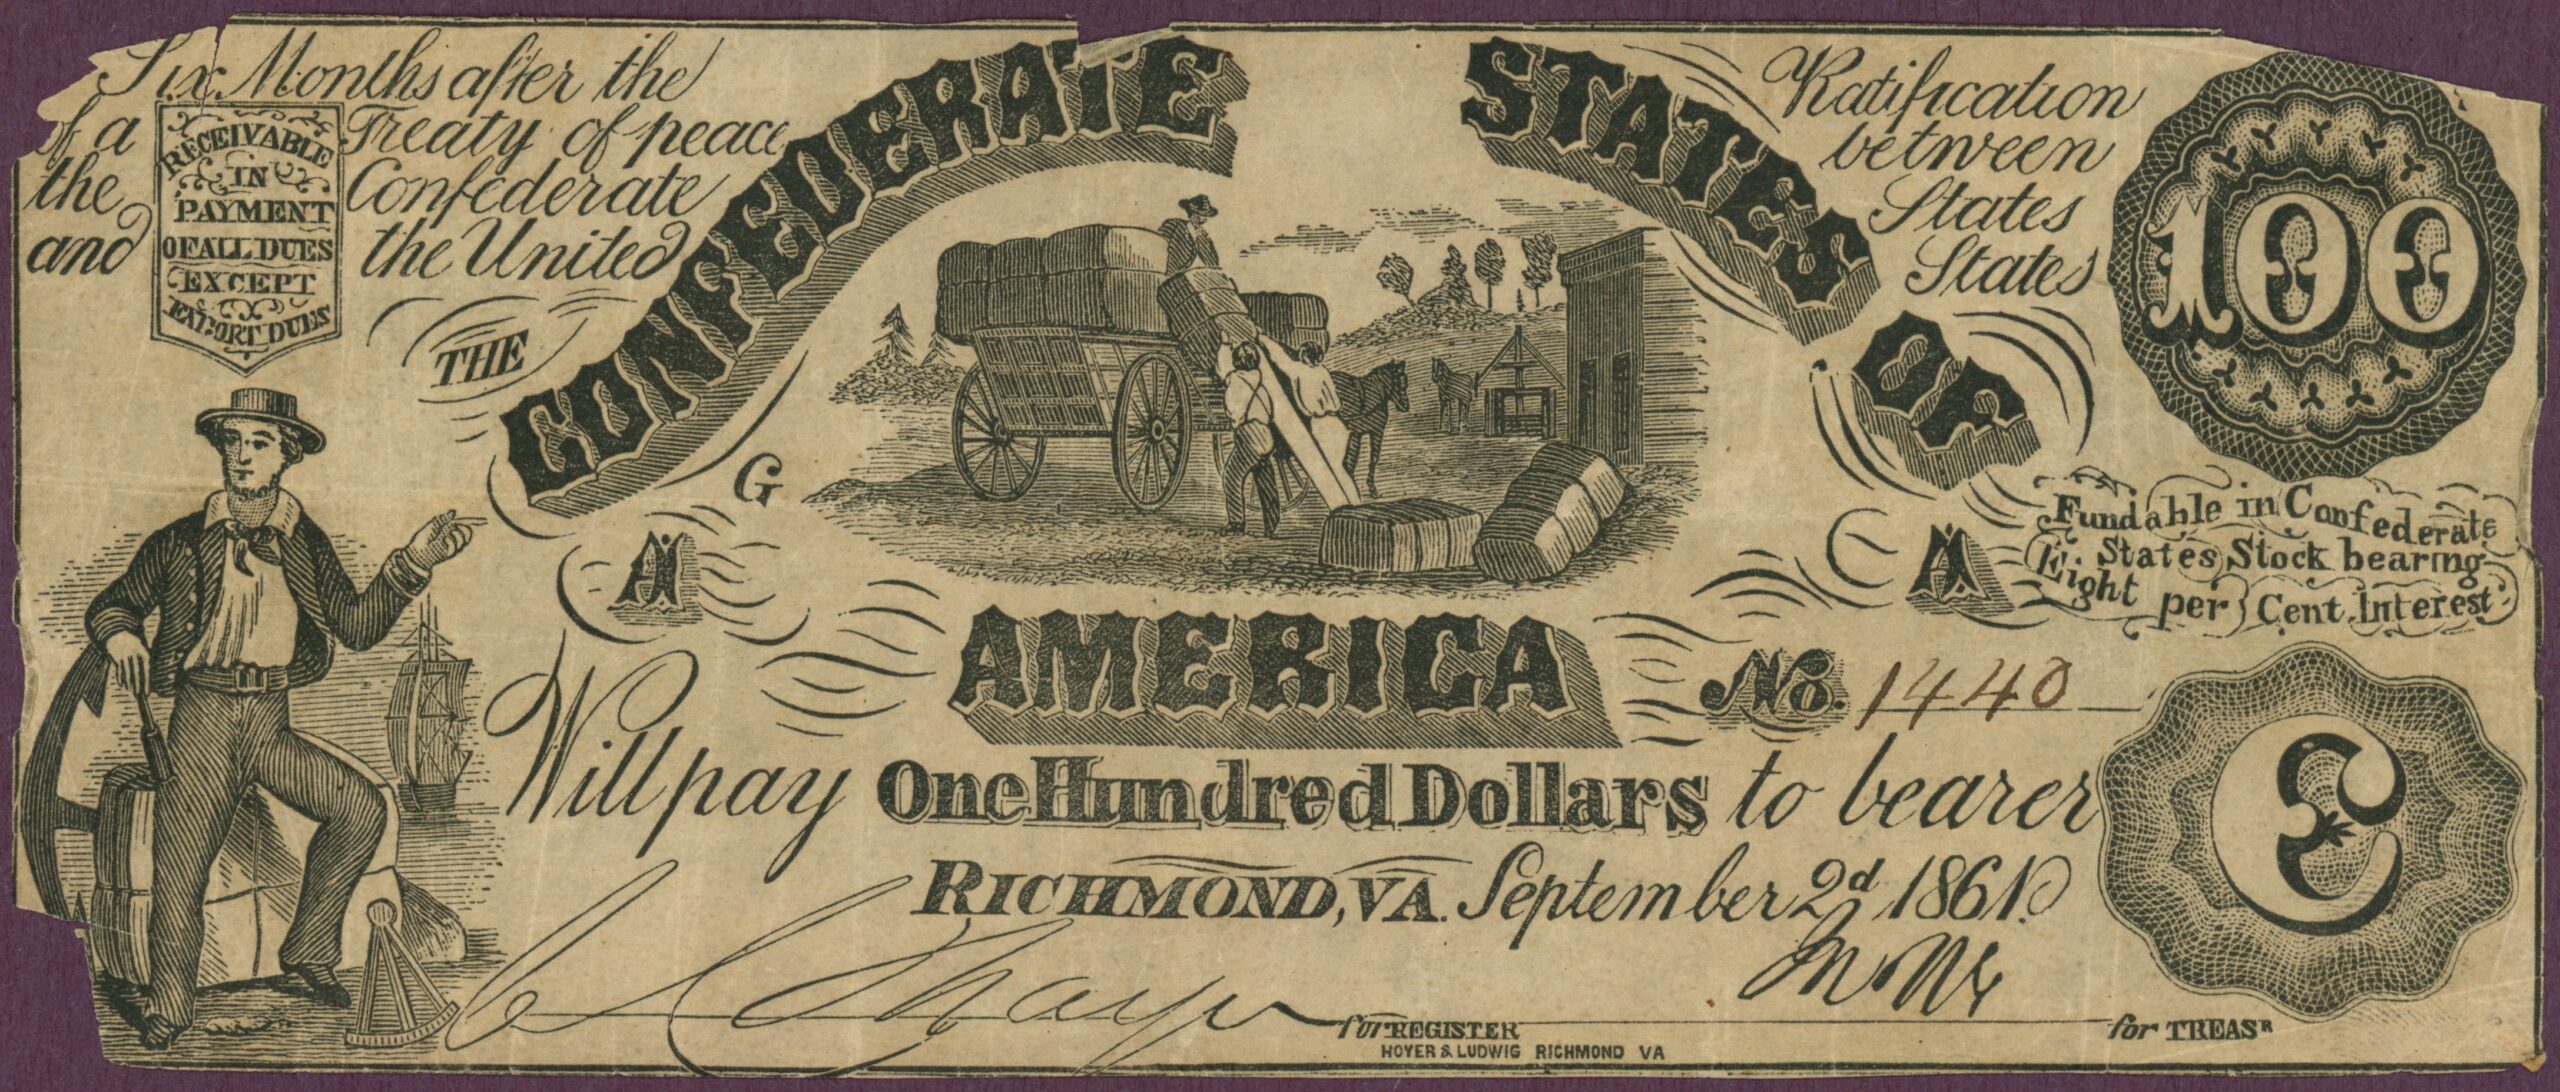 Six Months after the Ratification
of a Treaty of peace between
the Confederate States
and the United States
RECEIVABLE
IN
PAYMENT
OF ALL DUES
EXCEPT
EXPORT DUES
THE
CONFEDERATE STATES OF
AMERICA
100
G
A
A
Fundable in Confederate
States Stock bearing
Eight per Cent Interest
No. 1440
Will pay One Hundred Dollars to bearer
RICHMOND, VA. September 2d 1861
C
for REGISTER
for TREASR
HOYER & LUDWIG RICHMOND VA